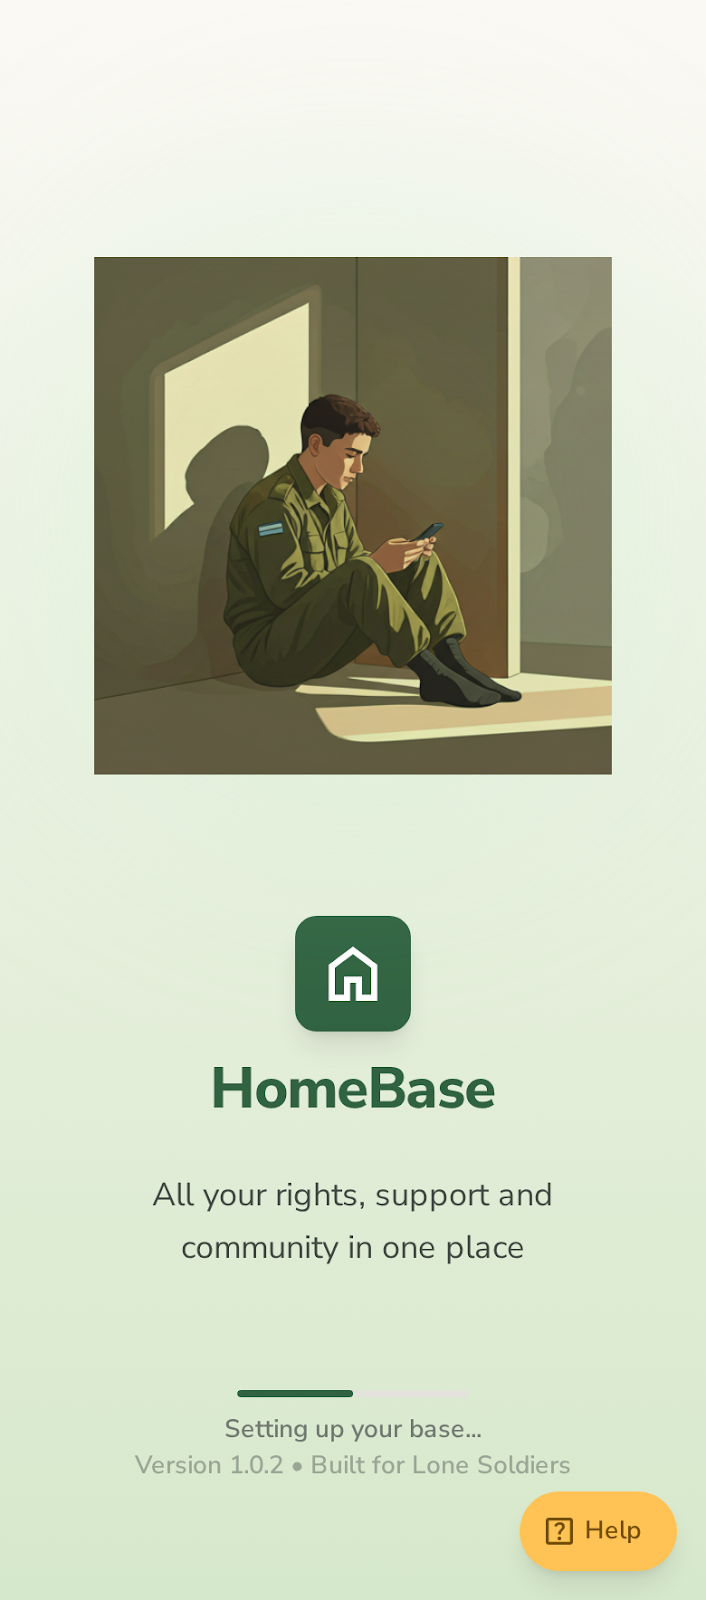 HomeBase
All your rights, support and
community in one place
Setting up your base...
Version 1.0.2 • Built for Lone Soldiers
Help